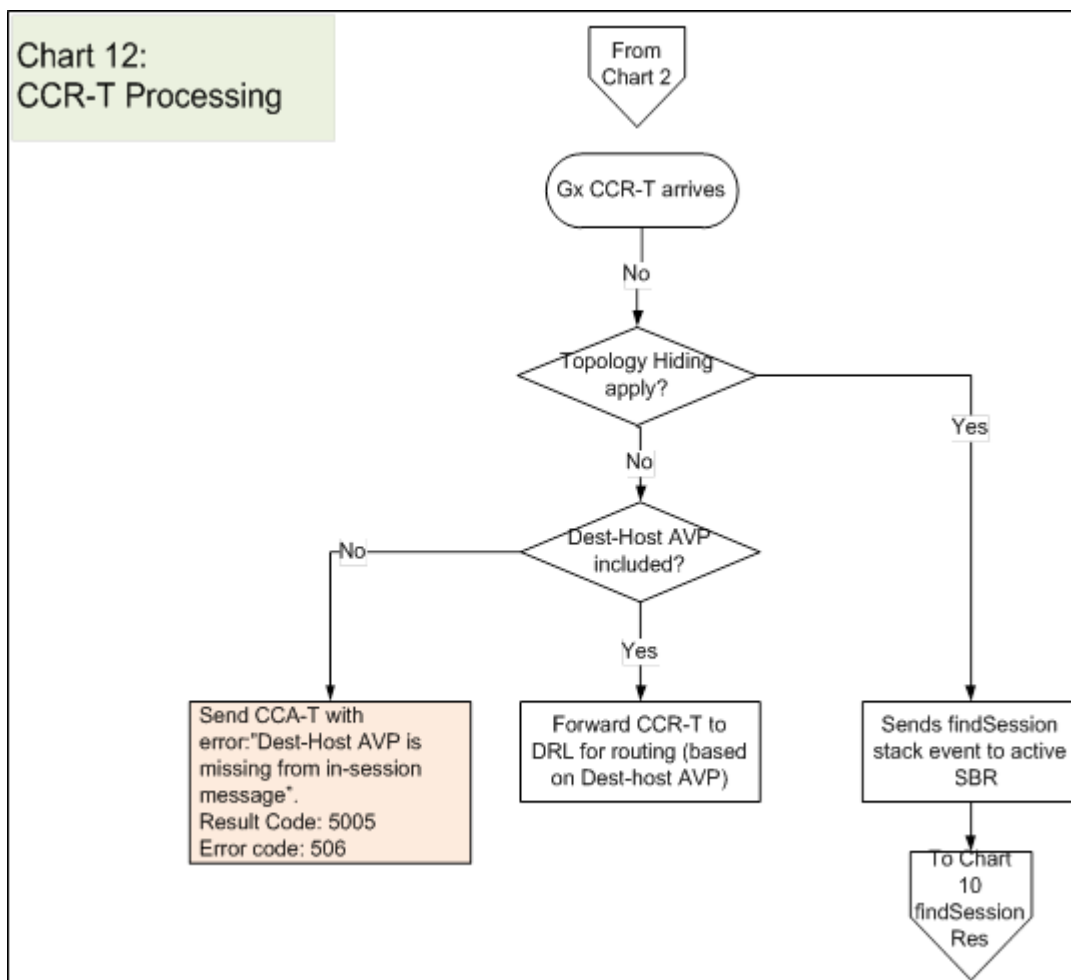 Chart 12:
CCR-T Processing
From
Chart 2
Gx CCR-T arrives
No
Topology Hiding
apply?
Yes
No
Dest-Host AVP
included?
No
Yes
Send CCA-T with
error:"Dest-Host AVP is
missing from in-session
message".
Result Code: 5005
Error code: 506
Forward CCR-T to
DRL for routing (based
on Dest-host AVP)
Sends findSession
stack event to active
SBR
To Chart
10
findSession
Res